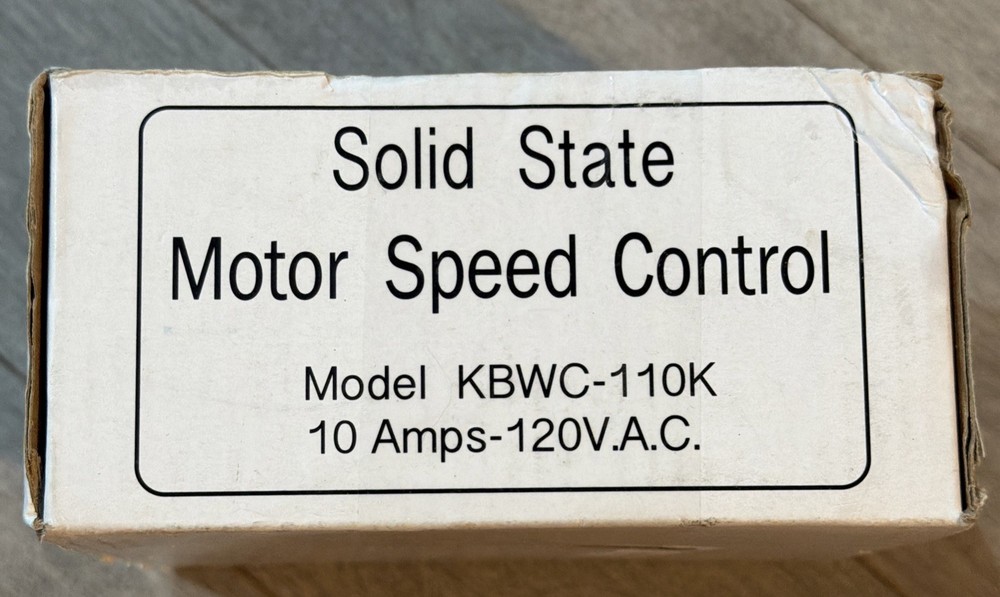 Solid State
Motor Speed Control
Model KBWC-110K
10 Amps-120V.A.C.